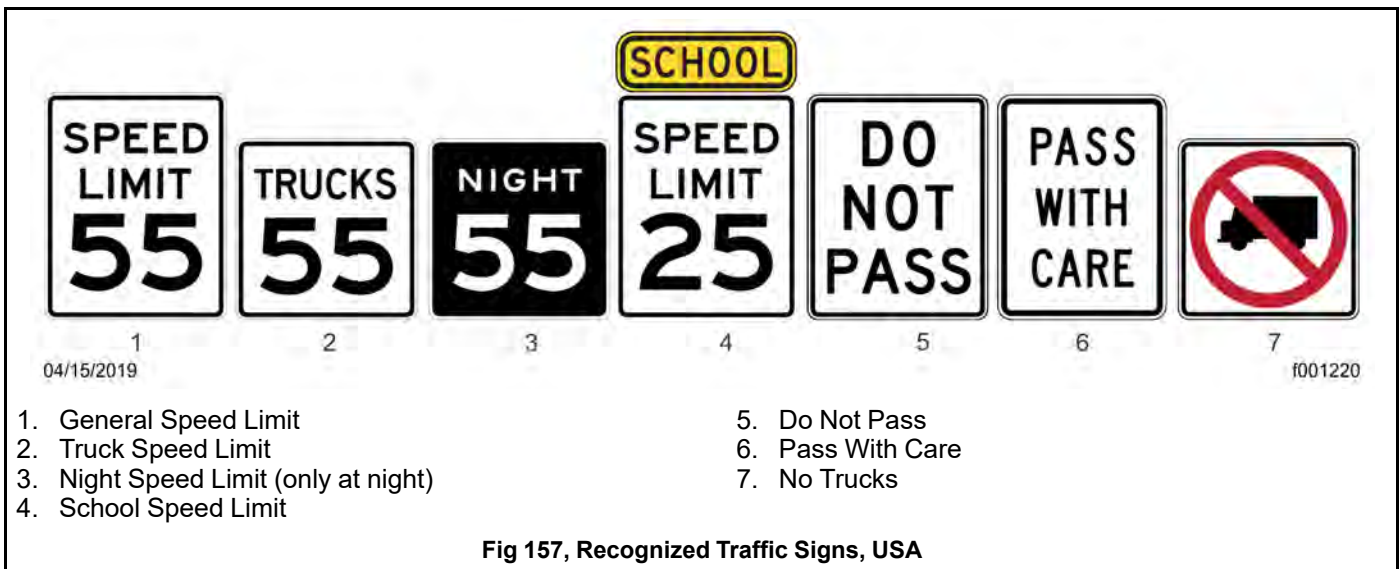 SCHOOL
SPEED
LIMIT
55
TRUCKS
55
NIGHT
55
SPEED
LIMIT
25
DO
NOT
PASS
PASS
WITH
CARE
1 2 3 4 5 6 7
04/15/2019 f001220
1. General Speed Limit
2. Truck Speed Limit
3. Night Speed Limit (only at night)
4. School Speed Limit
5. Do Not Pass
6. Pass With Care
7. No Trucks
Fig 157, Recognized Traffic Signs, USA